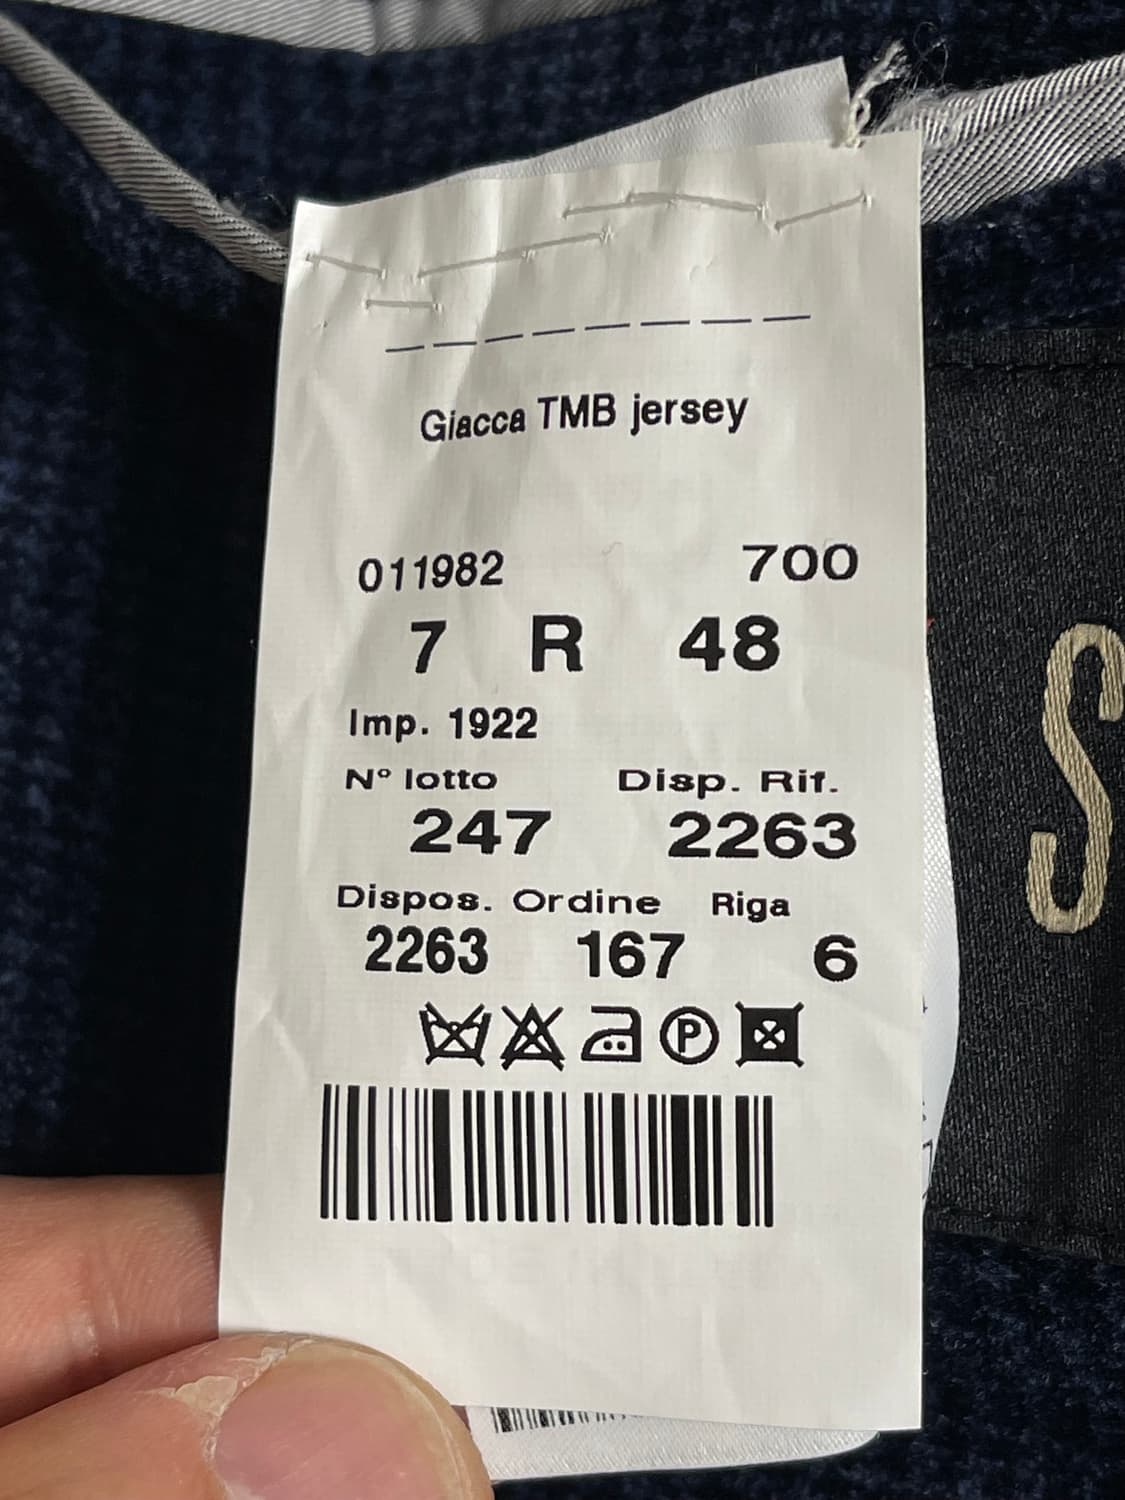 Giacca TMB jersey
011982 700
7 R 48
Imp. 1922
N° lotto Disp. Rif.
247 2263
Dispos. Ordine Riga
2263 167 6
P
S